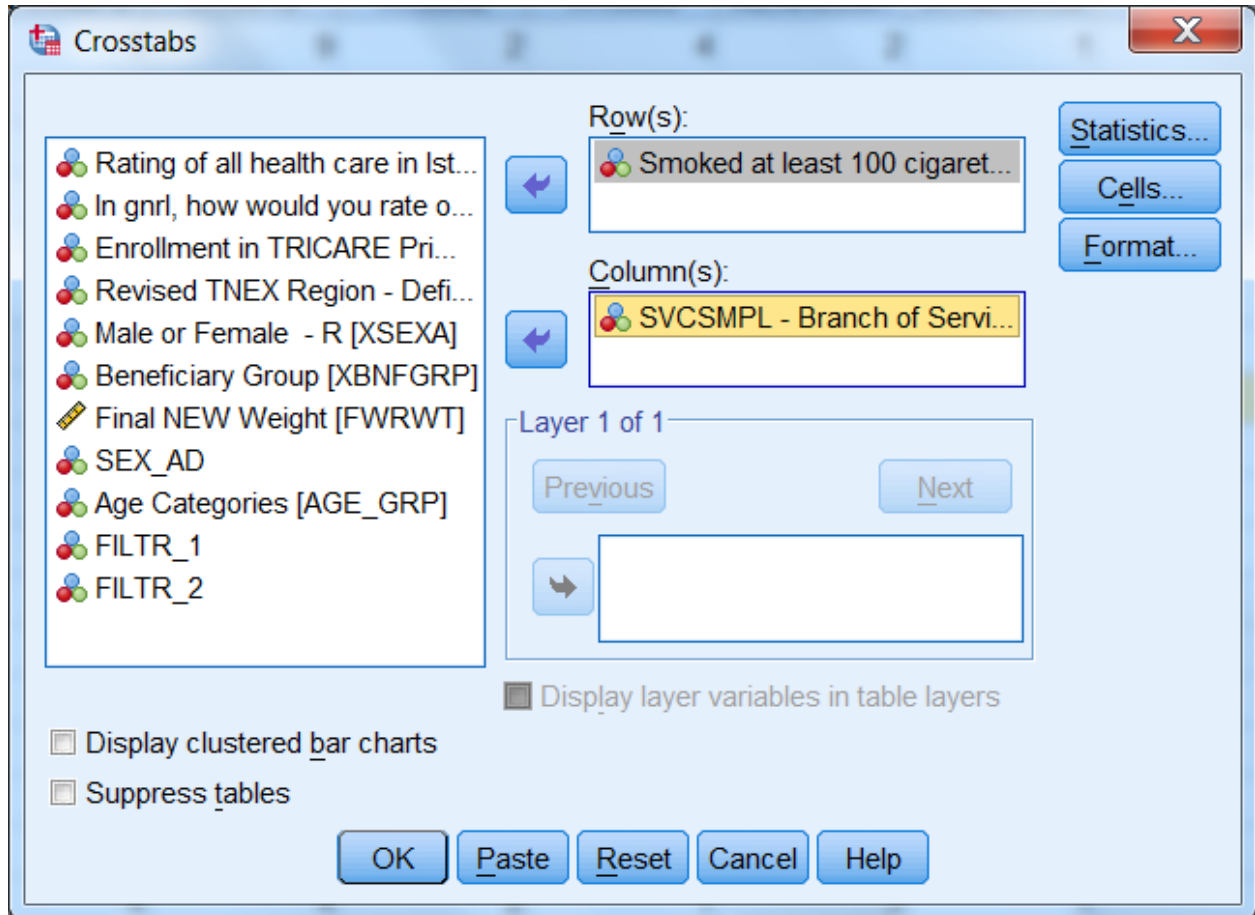 Crosstabs
Rating of all health care in lst...
In gnrl, how would you rate o...
Enrollment in TRICARE Pri...
Revised TNEX Region - Defi...
Male or Female - R [XSEXA]
Beneficiary Group [XBNFGRP]
Final NEW Weight [FWRWT]
SEX_AD
Age Categories [AGE_GRP]
FILTR_1
FILTR_2
Row(s):
Smoked at least 100 cigaret...
Column(s):
SVCSMPL - Branch of Servi...
Layer 1 of 1
Previous
Next
Display layer variables in table layers
Statistics...
Cells...
Format...
Display clustered bar charts
Suppress tables
OK
Paste
Reset
Cancel
Help